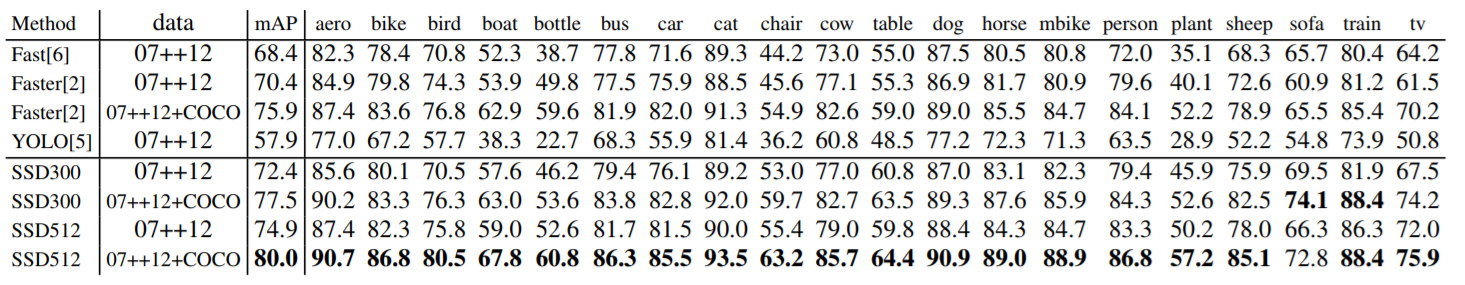 Method data mAP aero bike bird boat bottle bus car cat chair cow table dog horse mbike person plant sheep sofa train tv
Fast[6] 07++12 68.4 82.3 78.4 70.8 52.3 38.7 77.8 71.6 89.3 44.2 73.0 55.0 87.5 80.5 80.8 72.0 35.1 68.3 65.7 80.4 64.2
Faster[2] 07++12 70.4 84.9 79.8 74.3 53.9 49.8 77.5 75.9 88.5 45.6 77.1 55.3 86.9 81.7 80.9 79.6 40.1 72.6 60.9 81.2 61.5
Faster[2] 07++12+COCO 75.9 87.4 83.6 76.8 62.9 59.6 81.9 82.0 91.3 54.9 82.6 59.0 89.0 85.5 84.7 84.1 52.2 78.9 65.5 85.4 70.2
YOLO[5] 07++12 57.9 77.0 67.2 57.7 38.3 22.7 68.3 55.9 81.4 36.2 60.8 48.5 77.2 72.3 71.3 63.5 28.9 52.2 54.8 73.9 50.8
SSD300 07++12 72.4 85.6 80.1 70.5 57.6 46.2 79.4 76.1 89.2 53.0 77.0 60.8 87.0 83.1 82.3 79.4 45.9 75.9 69.5 81.9 67.5
SSD300 07++12+COCO 77.5 90.2 83.3 76.3 63.0 53.6 83.8 82.8 92.0 59.7 82.7 63.5 89.3 87.6 85.9 84.3 52.6 82.5 74.1 88.4 74.2
SSD512 07++12 74.9 87.4 82.3 75.8 59.0 52.6 81.7 81.5 90.0 55.4 79.0 59.8 88.4 84.3 84.7 83.3 50.2 78.0 66.3 86.3 72.0
SSD512 07++12+COCO 80.0 90.7 86.8 80.5 67.8 60.8 86.3 85.5 93.5 63.2 85.7 64.4 90.9 89.0 88.9 86.8 57.2 85.1 72.8 88.4 75.9